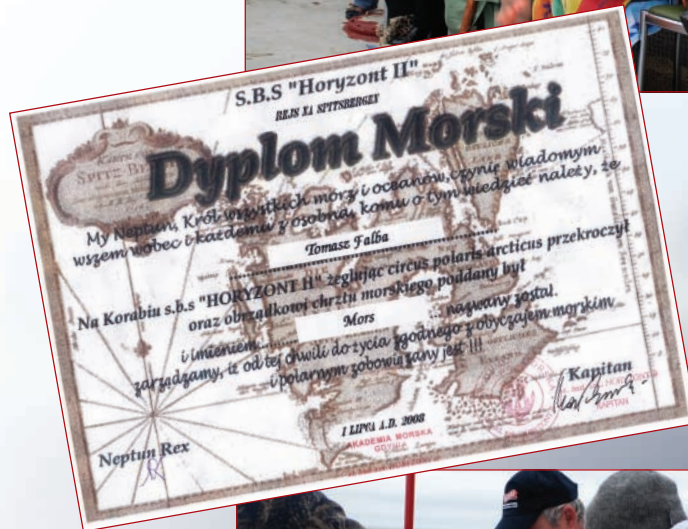 S.B.S "Horyzont II"
REJS NA SPITSBERGEN
Dyplom Morski
My Neptun, Król wszystkich mórz i oceanów, czynię wiadomym
wszem wobec i każdemu z osobna, komu o tym wiedzieć należy, że
Tomasz Falba
Na Korabiu s.b.s "HORYZONT II" żeglując circus polaris arcticus przekroczył
oraz obrządkowi chrztu morskiego poddany był
i imieniem......... Mors nazwany został.
zarządzamy, iż od tej chwili do życia zgodnego z obyczajem morskim
i polarnym zobowiązany jest !!!
Kapitan
KAPITAN
1 LIPCA A.D. 2008
AKADEMIA MORSKA
GDYNIA
Neptun Rex